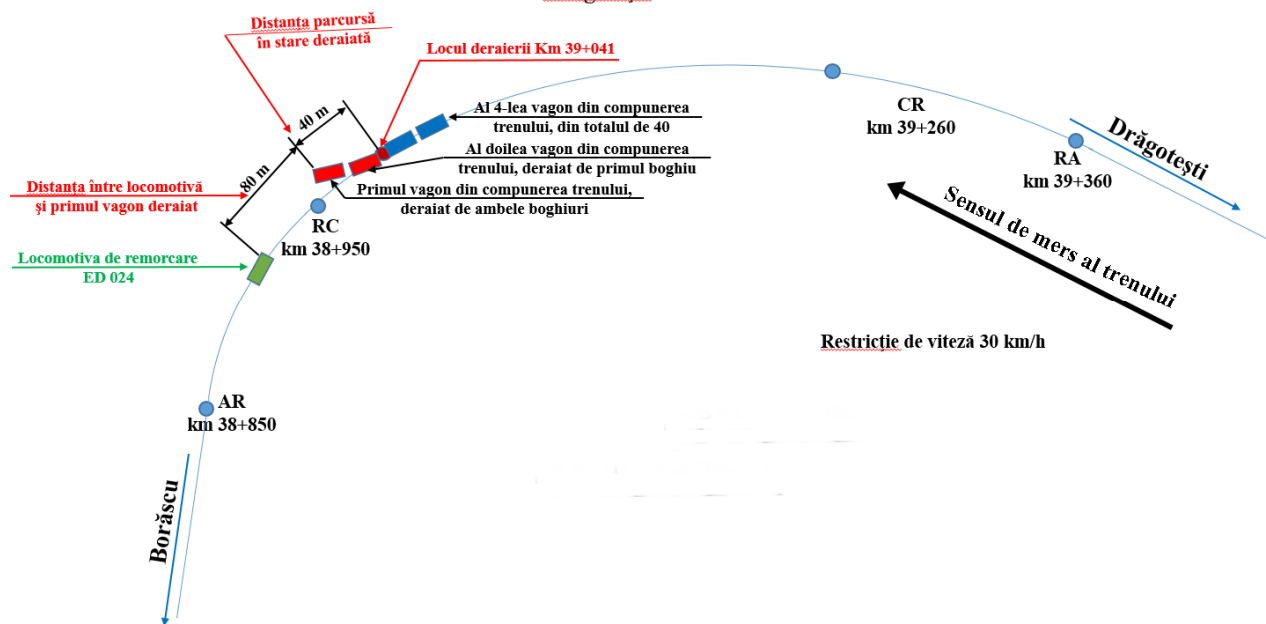 Distanța parcursă
în stare deraiată
Locul deraierii Km 39+041
40 m
80 m
Al 4-lea vagon din compunerea
trenului, din totalul de 40
Al doilea vagon din compunerea
trenului, deraiat de primul boghiu
Primul vagon din compunerea trenului,
deraiat de ambele boghiuri
Distanța între locomotivă
și primul vagon deraiat
RC
km 38+950
Locomotiva de remorcare
ED 024
CR
km 39+260
RA
km 39+360
Drăgotești
Sensul de mers al trenului
Restricție de viteză 30 km/h
AR
km 38+850
Borăscu